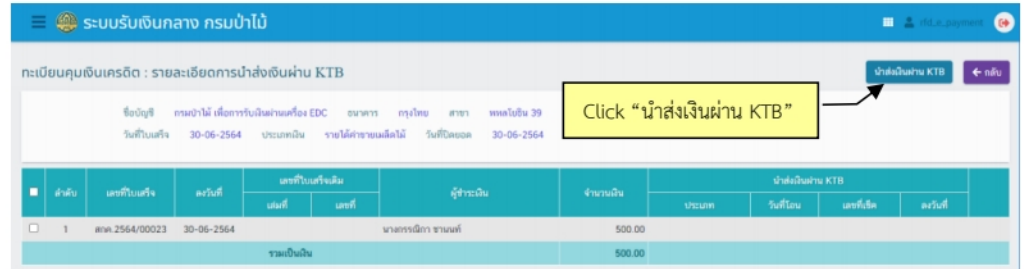 ระบบรับเงินกลาง กรมป่าไม้ rfd_e_payment
ทะเบียนคุมเงินเครดิต : รายละเอียดการนำส่งเงินผ่าน KTB นำส่งเงินผ่าน KTB กลับ
Click “นำส่งเงินผ่าน KTB”
ชื่อบัญชี กรมป่าไม้ เพื่อการรับเงินผ่านเครื่อง EDC ธนาคาร กรุงไทย สาขา พหลโยธิน 39
วันที่ใบเสร็จ 30-06-2564 ประเภทเงิน รายได้ค่าขายเมล็ดไม้ วันที่ปิดยอด 30-06-2564
ลำดับ เลขที่ใบเสร็จ ลงวันที่ เลขที่ใบเสร็จเดิม ผู้ชำระเงิน จำนวนเงิน นำส่งเงินผ่าน KTB
เล่มที่ เลขที่ ประเภท วันที่โอน เลขที่เช็ค ลงวันที่
1 สกค.2564/00023 30-06-2564 นางกรรณิกา ชานนท์ 500.00
รวมเป็นเงิน 500.00